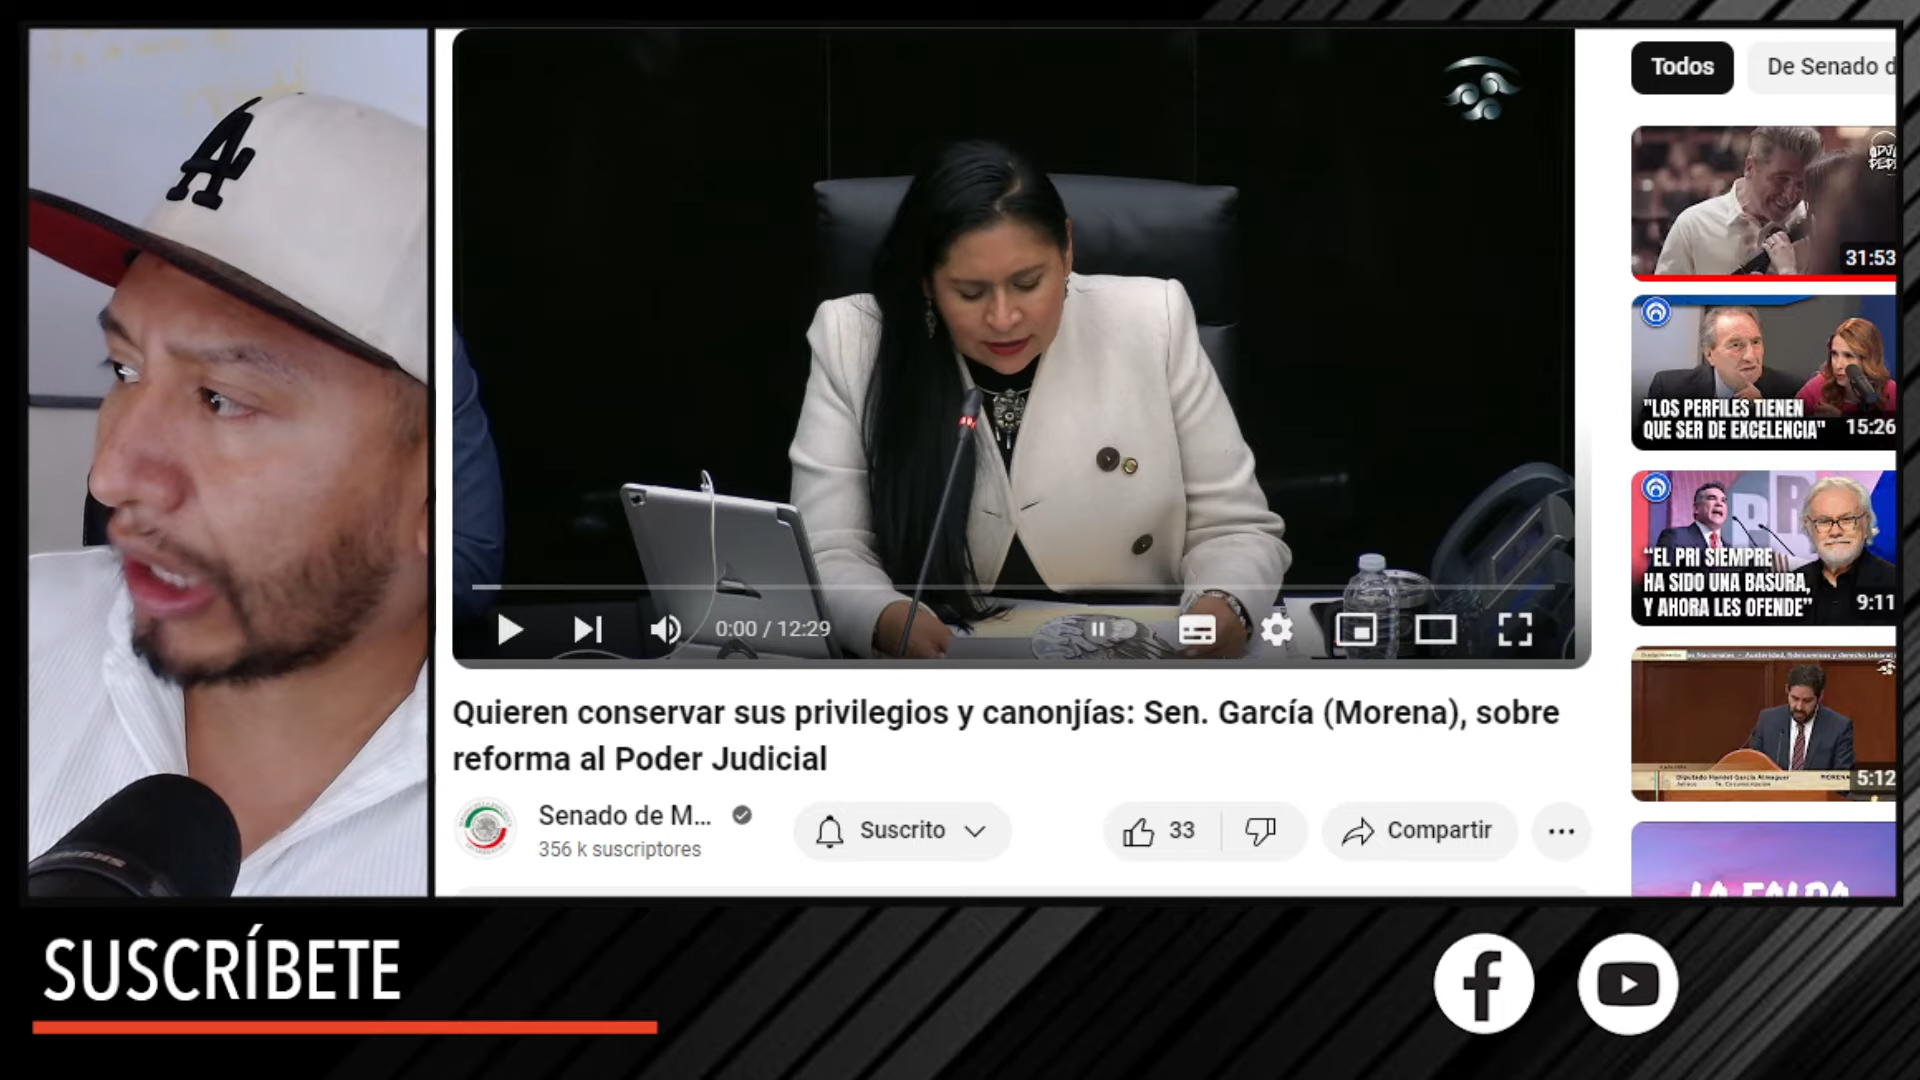 Todos
De Senado d
31:53
"LOS PERFILES TIENEN
QUE SER DE EXCELENCIA"
15:26
"EL PRI SIEMPRE
HA SIDO UNA BASURA,
Y AHORA LES OFENDE"
9:11
5:12
0:00 / 12:29
Quieren conservar sus privilegios y canonjías: Sen. García (Morena), sobre
reforma al Poder Judicial
Senado de M...
356 k suscriptores
Suscrito
33
Compartir
SUSCRÍBETE